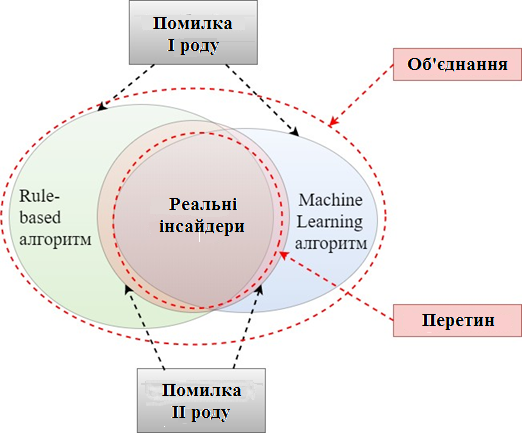 Помилка
I роду
Об'єднання
Rule-
based
алгоритм
Реальні
інсайдери
Machine
Learning
алгоритм
Перетин
Помилка
II роду